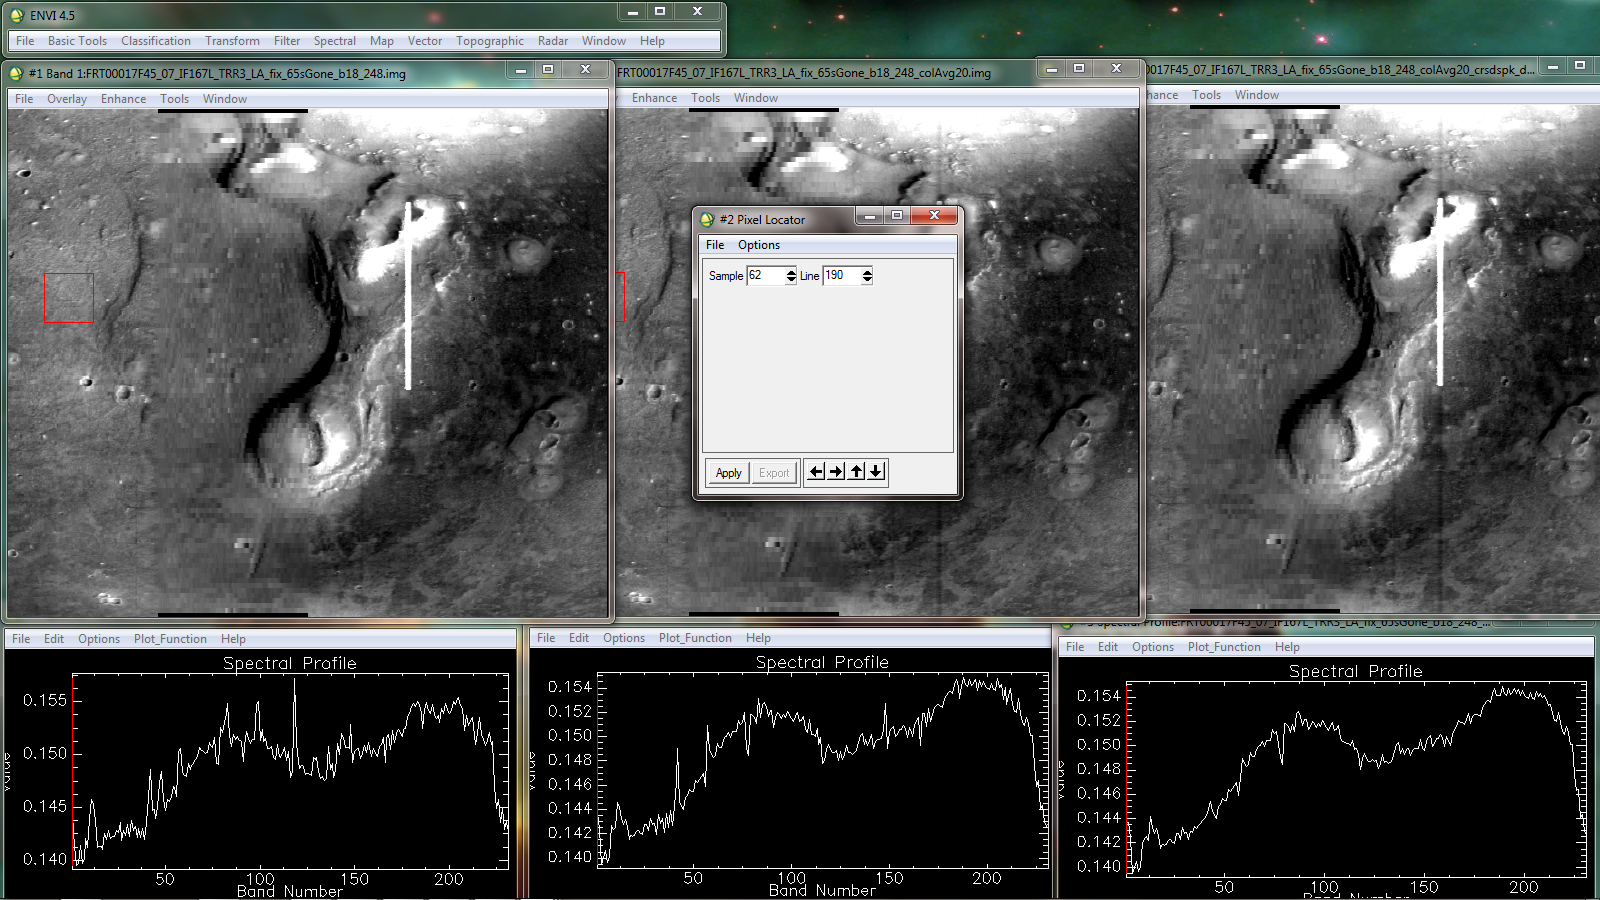 ENVI 4.5
File Basic Tools Classification Transform Filter Spectral Map Vector Topographic Radar Window Help
#1 Band 1:FRT00017F45_07_IF167L_TRR3_LA_fix_65sGone_b18_248.img
File Overlay Enhance Tools Window
FRT00017F45_07_IF167L_TRR3_LA_fix_65sGone_b18_248_colAvg20.img
Enhance Tools Window
017F45_07_IF167L_TRR3_LA_fix_65sGone_b18_248_colAvg20_crsdspk_d...
hance Tools Window
#2 Pixel Locator
File Options
Sample 62 Line 190
Apply Export
File Edit Options Plot_Function Help
Spectral Profile
0.155
0.150
0.145
0.140
Value
50 100 150 200
Band Number
File Edit Options Plot_Function Help
Spectral Profile
0.154
0.152
0.150
0.148
0.146
0.144
0.142
0.140
Value
50 100 150 200
Band Number
Spectral Profile:FRT00017F45_07_IF167L_TRR3_LA_fix_65sGone_b18_248_...
File Edit Options Plot_Function Help
Spectral Profile
0.154
0.152
0.150
0.148
0.146
0.144
0.142
0.140
Value
50 100 150 200
Band Number